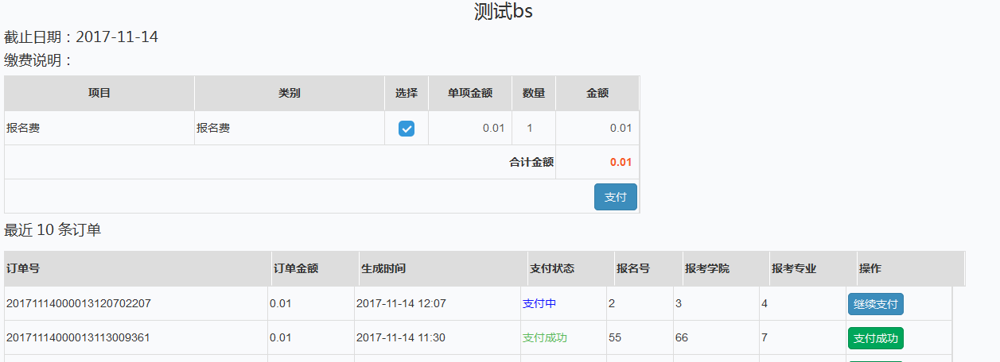 测试bs
截止日期：2017-11-14
缴费说明：
项目 类别 选择 单项金额 数量 金额
报名费 报名费 0.01 1 0.01
合计金额 0.01
支付
最近 10 条订单
订单号 订单金额 生成时间 支付状态 报名号 报考学院 报考专业 操作
20171114000013120702207 0.01 2017-11-14 12:07 支付中 2 3 4 继续支付
20171114000013113009361 0.01 2017-11-14 11:30 支付成功 55 66 7 支付成功